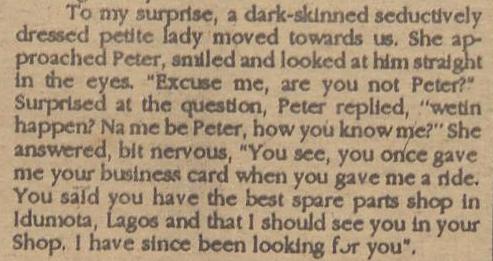 To my surprise, a dark-skinned seductively
dressed petite lady moved towards us. She ap-
proached Peter, smiled and looked at him straight
in the eyes. "Excuse me, are you not Peter?"
Surprised at the question, Peter replied, "wetin
happen? Na me be Peter, how you know me?" She
answered, bit nervous, "You see, you once gave
me your business card when you gave me a ride.
You said you have the best spare parts shop in
Idumota, Lagos and that I should see you in your
Shop. I have since been looking for you".